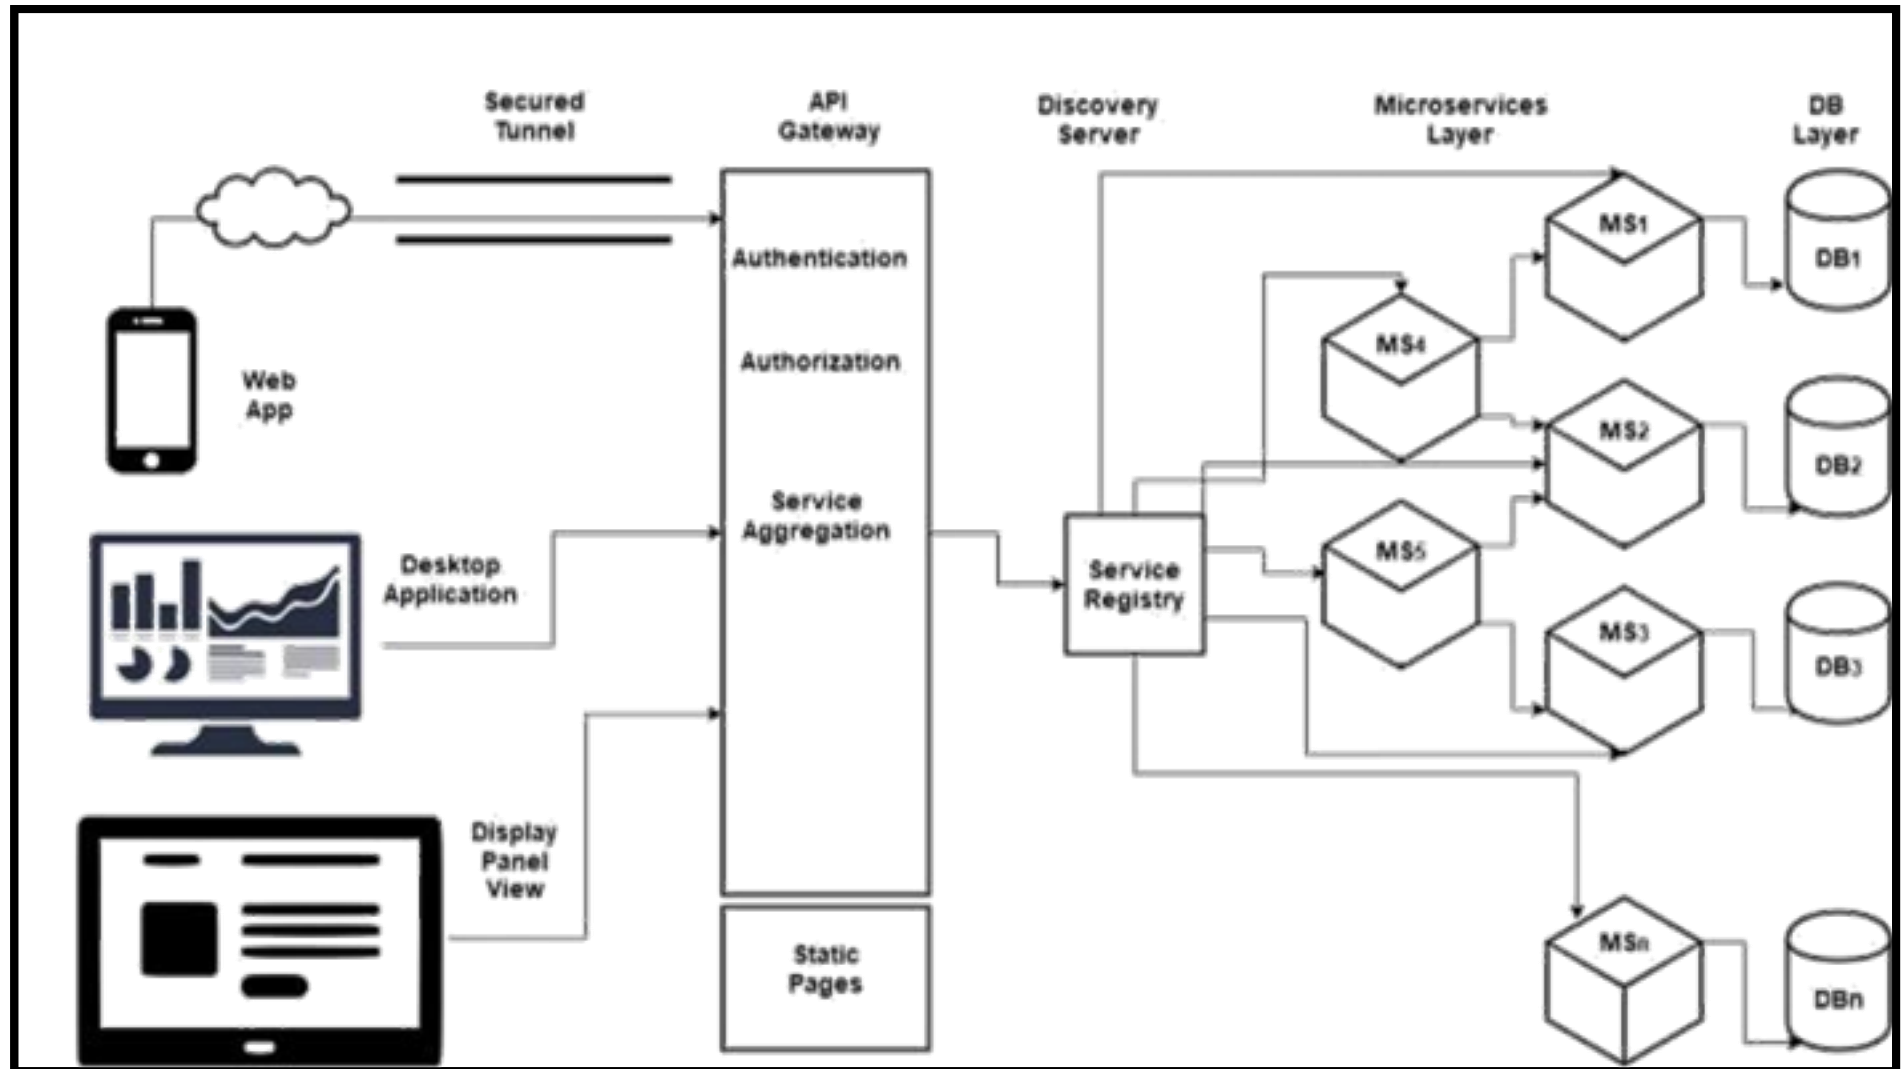 Secured
Tunnel
API
Gateway
Discovery
Server
Microservices
Layer
DB
Layer
Authentication
Authorization
Service
Aggregation
Static
Pages
Web
App
Desktop
Application
Display
Panel
View
Service
Registry
MS1
MS4
MS2
MS5
MS3
MSn
DB1
DB2
DB3
DBn